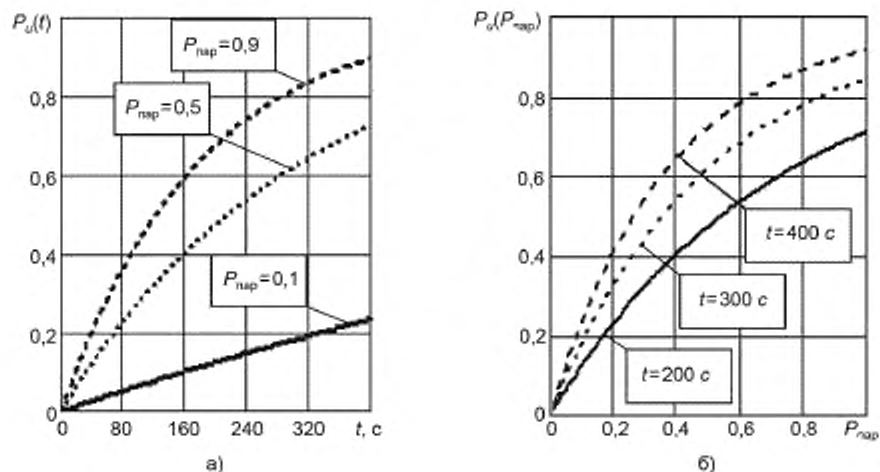 Pᵤ(t)
Pпар=0,9
Pпар=0,5
Pпар=0,1
0,8
0,6
0,4
0,2
0
0 80 160 240 320 t, c
а)
Pᵤ(Pпар)
t=400 c
t=300 c
t=200 c
0,8
0,6
0,4
0,2
0
0 0,2 0,4 0,6 0,8 Pпар
б)